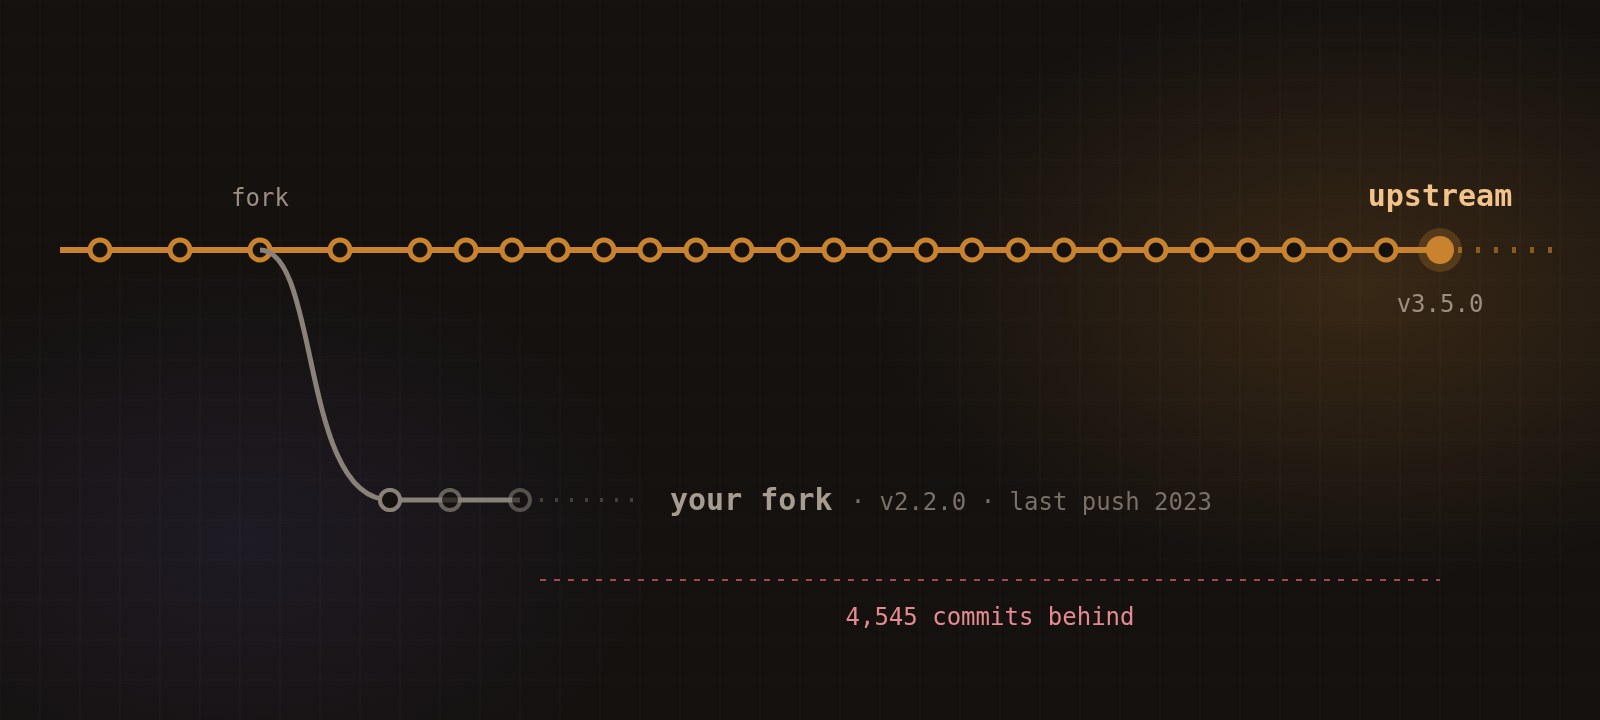 fork
upstream
v3.5.0
your fork · v2.2.0 · last push 2023
4,545 commits behind